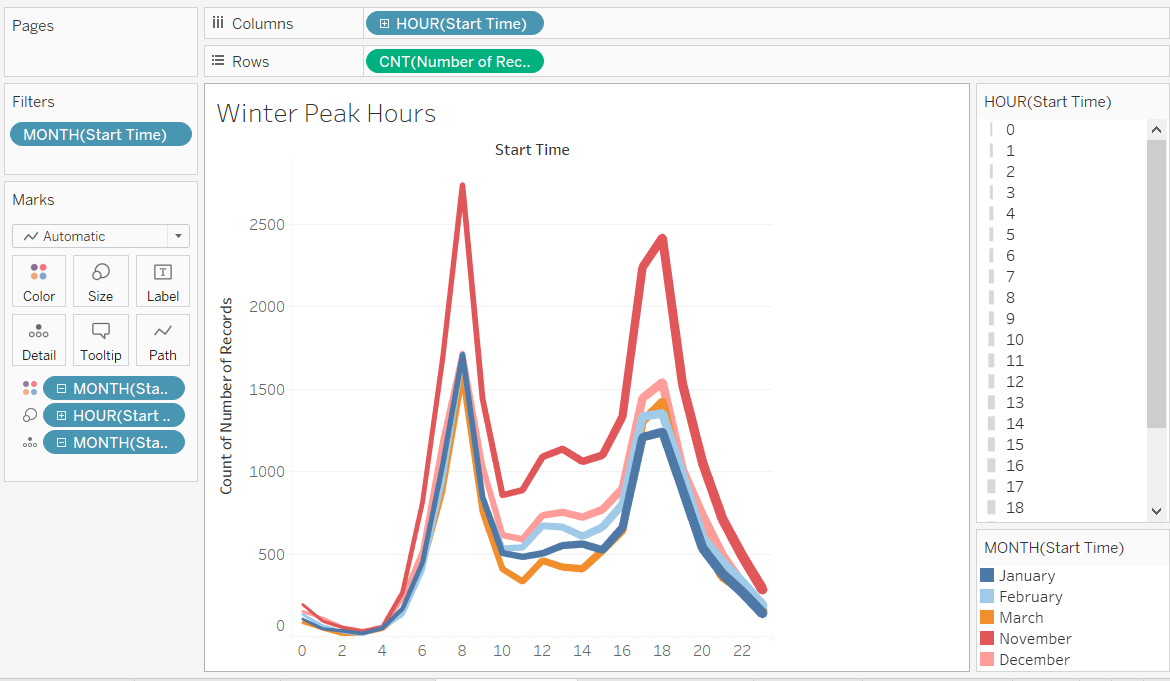 Pages
Columns
HOUR(Start Time)
Rows
CNT(Number of Rec..
Filters
MONTH(Start Time)
Marks
Automatic
Color
Size
Label
Detail
Tooltip
Path
MONTH(Sta..
HOUR(Start ..
MONTH(Sta..
Winter Peak Hours
Start Time
Count of Number of Records
2500
2000
1500
1000
500
0
0 2 4 6 8 10 12 14 16 18 20 22
HOUR(Start Time)
0
1
2
3
4
5
6
7
8
9
10
11
12
13
14
15
16
17
18
MONTH(Start Time)
January
February
March
November
December